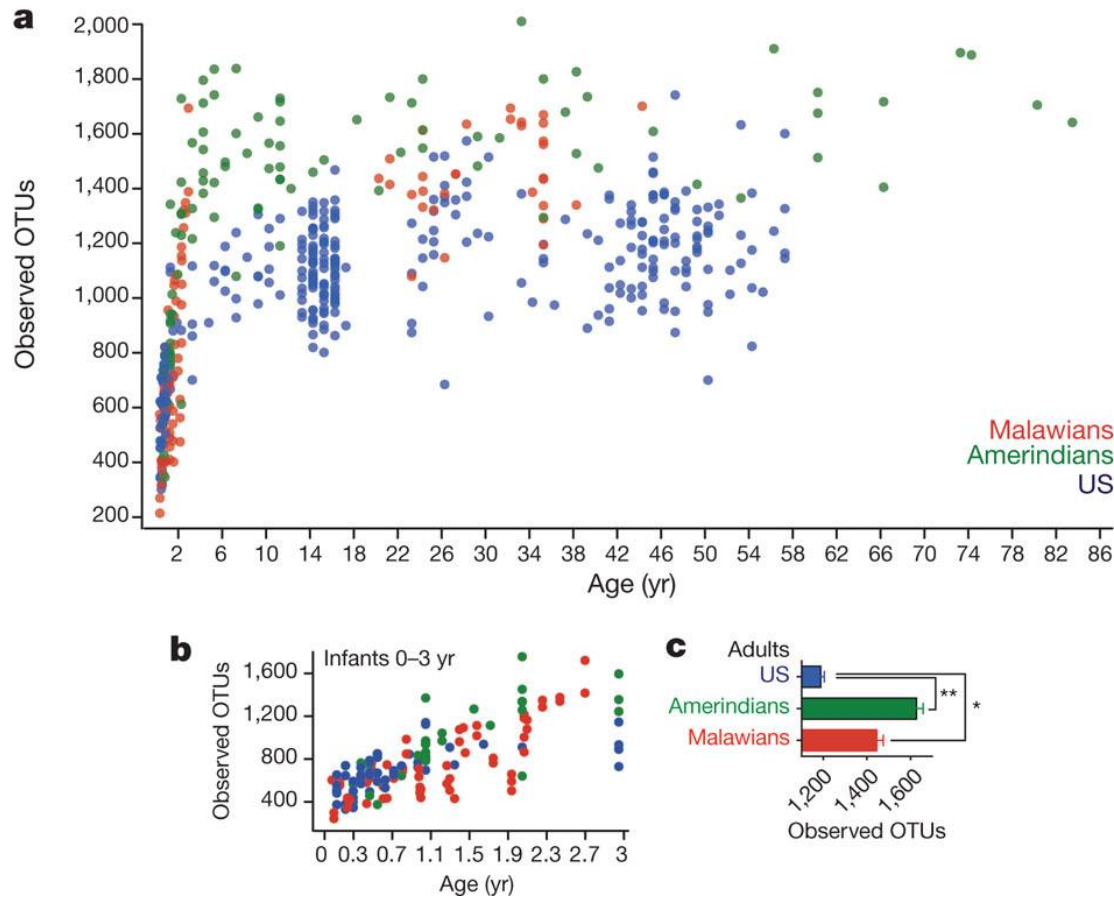 a
2,000
1,800
1,600
1,400
1,200
1,000
800
600
400
200
Observed OTUs
Malawians
Amerindians
US
2 6 10 14 18 22 26 30 34 38 42 46 51 54 58 62 66 70 74 78 82 86
Age (yr)
b
Infants 0–3 yr
1,600
1,200
800
400
Observed OTUs
0 0.3 0.7 1.1 1.5 1.9 2.3 2.7 3
Age (yr)
c
Adults
US
Amerindians
Malawians
**
*
1,200 1,400 1,600
Observed OTUs